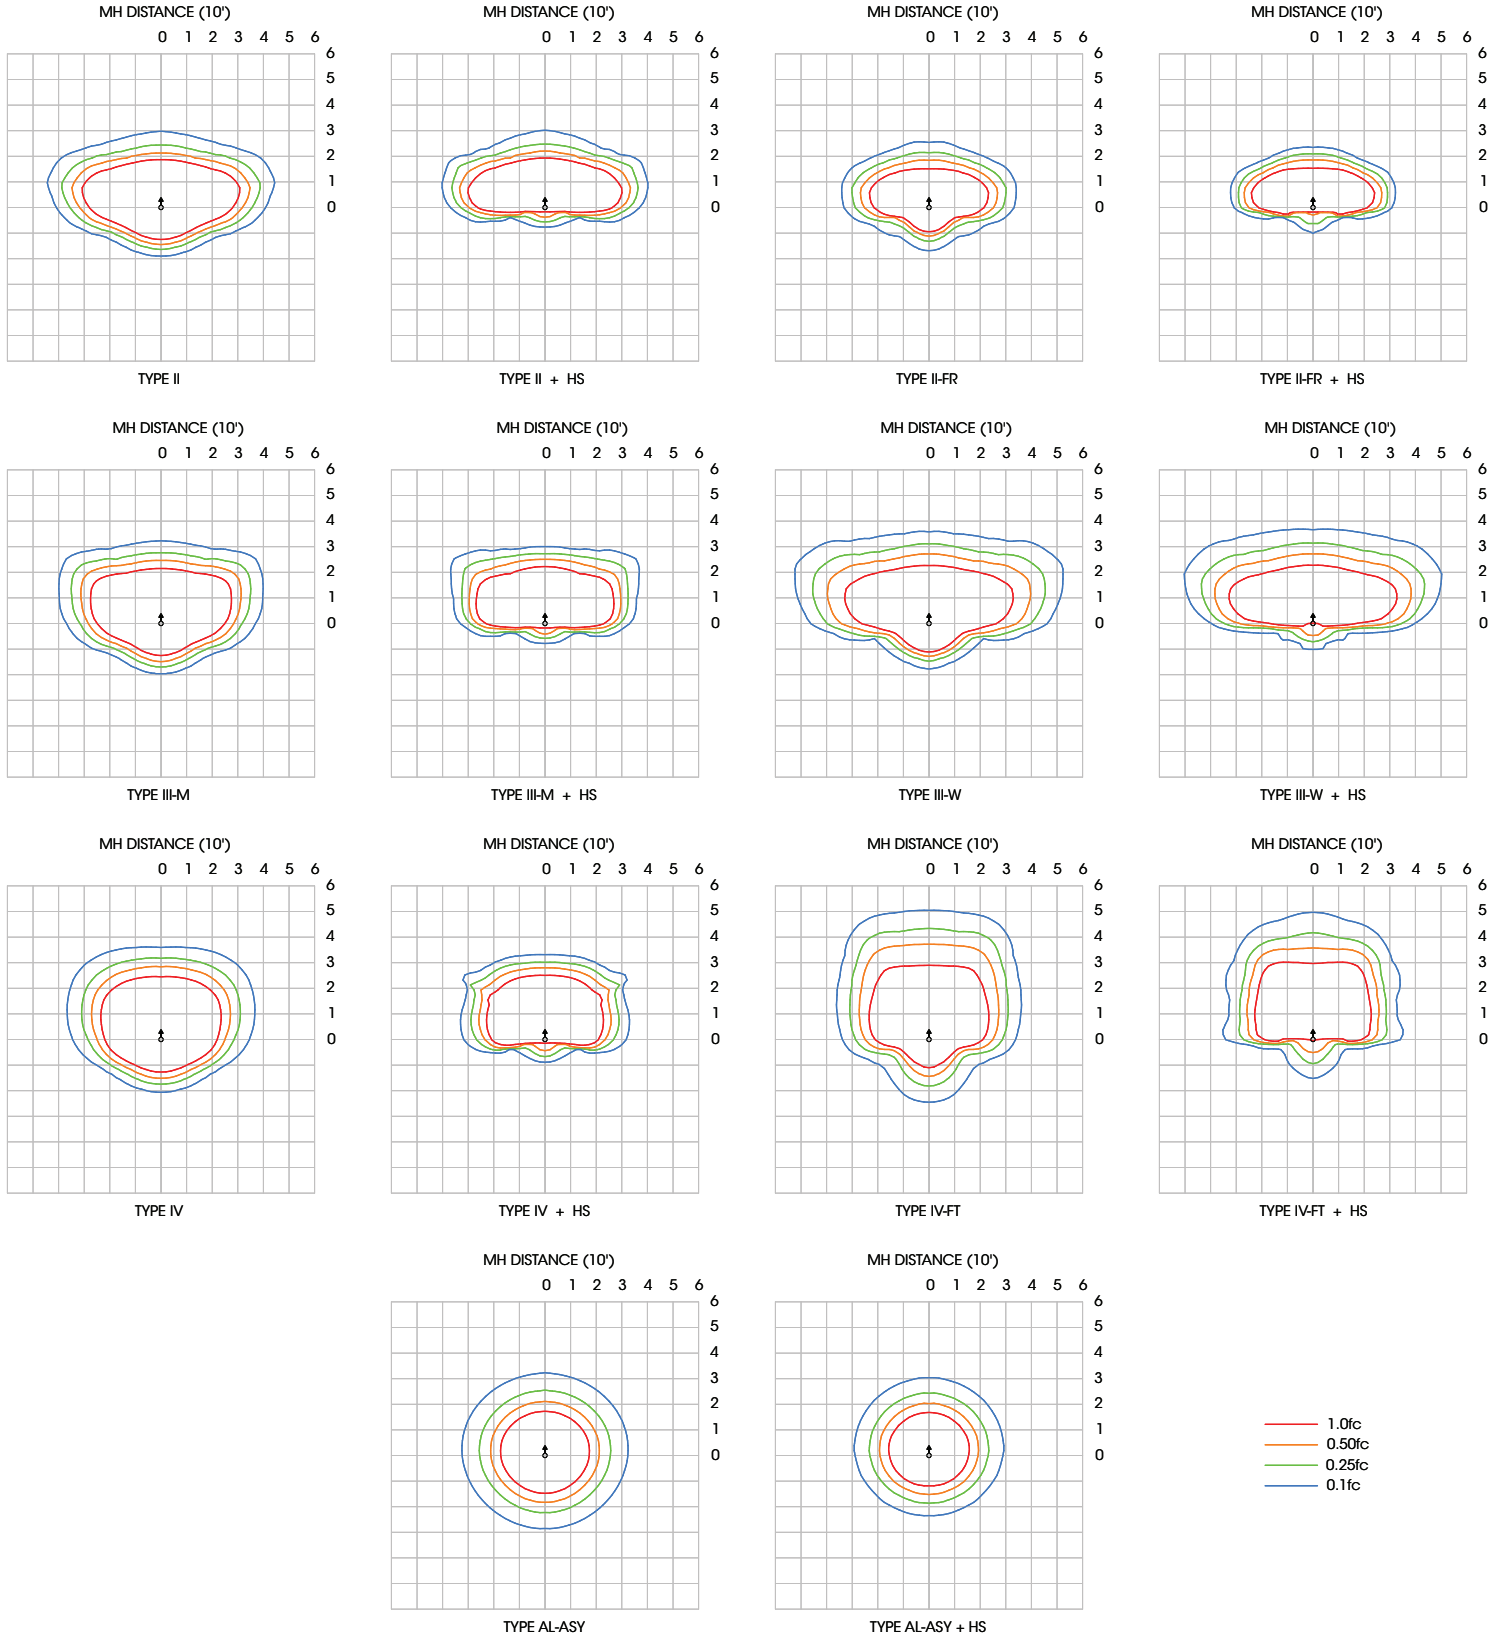 MH DISTANCE (10')
0 1 2 3 4 5 6
6
5
4
3
2
1
0
TYPE II
MH DISTANCE (10')
0 1 2 3 4 5 6
6
5
4
3
2
1
0
TYPE II + HS
MH DISTANCE (10')
0 1 2 3 4 5 6
6
5
4
3
2
1
0
TYPE II-FR
MH DISTANCE (10')
0 1 2 3 4 5 6
6
5
4
3
2
1
0
TYPE II-FR + HS
MH DISTANCE (10')
0 1 2 3 4 5 6
6
5
4
3
2
1
0
TYPE III-M
MH DISTANCE (10')
0 1 2 3 4 5 6
6
5
4
3
2
1
0
TYPE III-M + HS
MH DISTANCE (10')
0 1 2 3 4 5 6
6
5
4
3
2
1
0
TYPE III-W
MH DISTANCE (10')
0 1 2 3 4 5 6
6
5
4
3
2
1
0
TYPE III-W + HS
MH DISTANCE (10')
0 1 2 3 4 5 6
6
5
4
3
2
1
0
TYPE IV
MH DISTANCE (10')
0 1 2 3 4 5 6
6
5
4
3
2
1
0
TYPE IV + HS
MH DISTANCE (10')
0 1 2 3 4 5 6
6
5
4
3
2
1
0
TYPE IV-FT
MH DISTANCE (10')
0 1 2 3 4 5 6
6
5
4
3
2
1
0
TYPE IV-FT + HS
MH DISTANCE (10')
0 1 2 3 4 5 6
6
5
4
3
2
1
0
TYPE AL-ASY
MH DISTANCE (10')
0 1 2 3 4 5 6
6
5
4
3
2
1
0
TYPE AL-ASY + HS
1.0fc
0.50fc
0.25fc
0.1fc